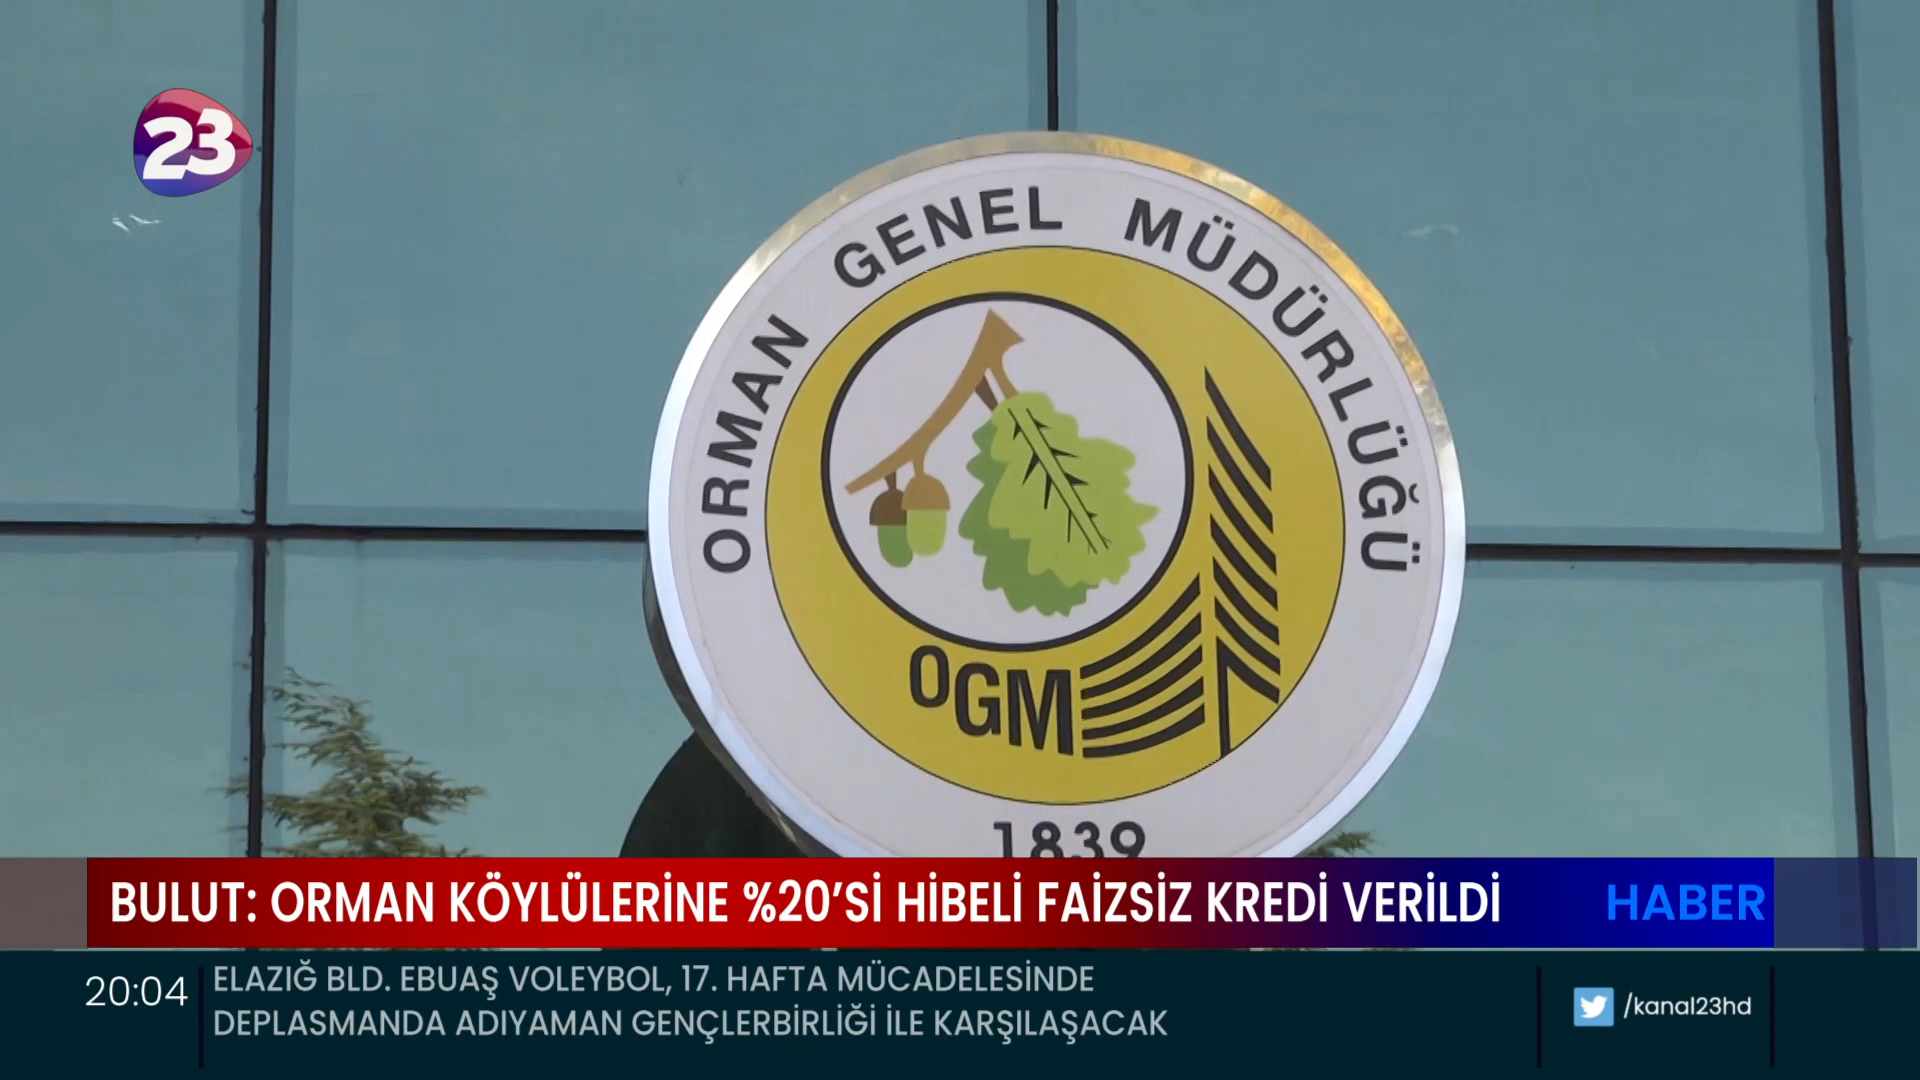 23
ORMAN GENEL MÜDÜRLÜĞÜ
OGM
1839
BULUT: ORMAN KÖYLÜLERİNE %20’Sİ HİBELİ FAİZSİZ KREDİ VERİLDİ
HABER
20:04
ELAZIĞ BLD. EBUAŞ VOLEYBOL, 17. HAFTA MÜCADELESİNDE
DEPLASMANDA ADIYAMAN GENÇLERBİRLİĞİ İLE KARŞILAŞACAK
/kanal23hd